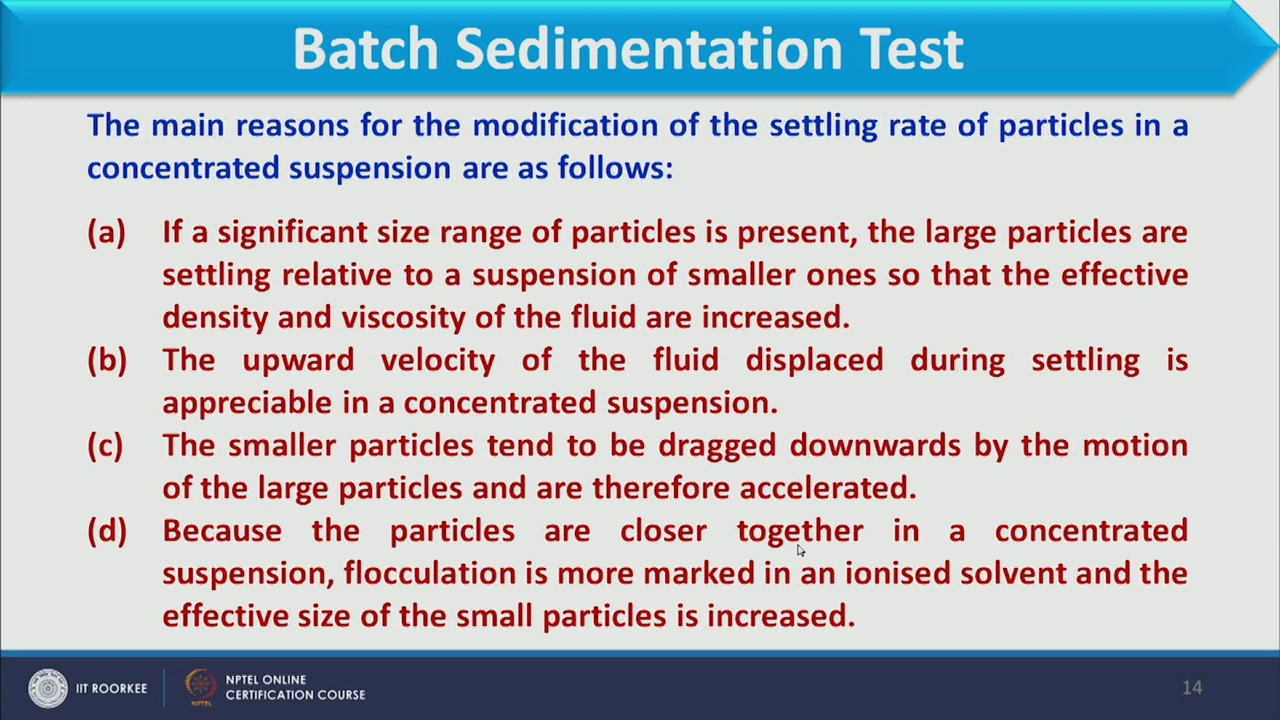 Batch Sedimentation Test
The main reasons for the modification of the settling rate of particles in a
concentrated suspension are as follows:
(a) If a significant size range of particles is present, the large particles are
settling relative to a suspension of smaller ones so that the effective
density and viscosity of the fluid are increased.
(b) The upward velocity of the fluid displaced during settling is
appreciable in a concentrated suspension.
(c) The smaller particles tend to be dragged downwards by the motion
of the large particles and are therefore accelerated.
(d) Because the particles are closer together in a concentrated
suspension, flocculation is more marked in an ionised solvent and the
effective size of the small particles is increased.
IIT ROORKEE
NPTEL
NPTEL ONLINE
CERTIFICATION COURSE
14